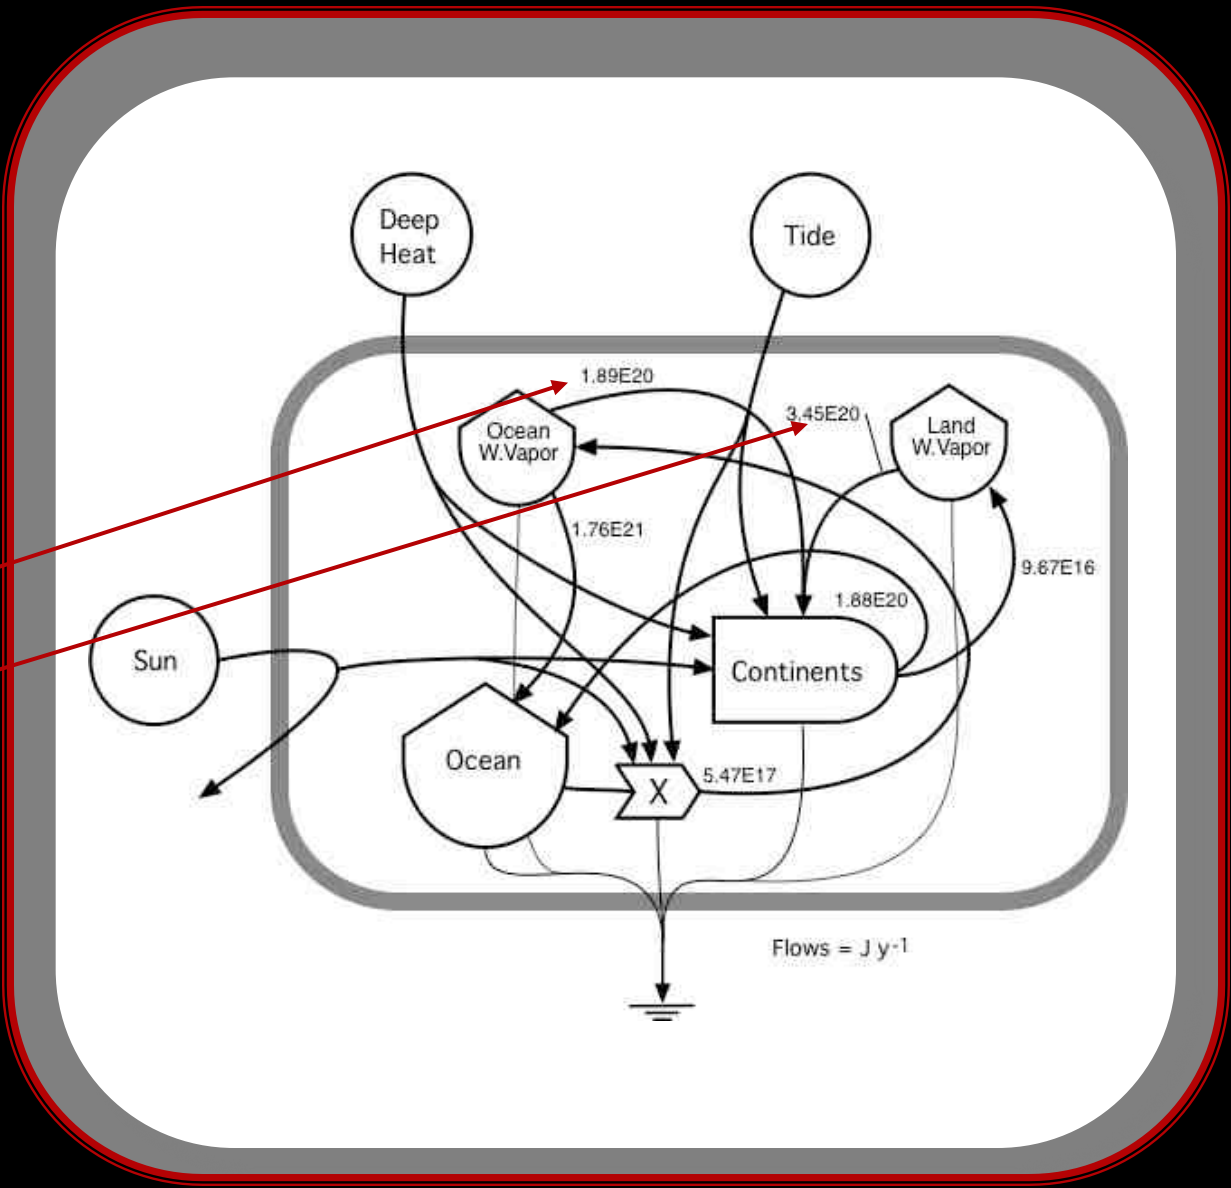 Deep
Heat
Tide
1.89E20
3.45E20
Ocean
W.Vapor
Land
W.Vapor
1.76E21
9.67E16
1.88E20
Sun
Continents
Ocean
X
5.47E17
Flows = J y-1